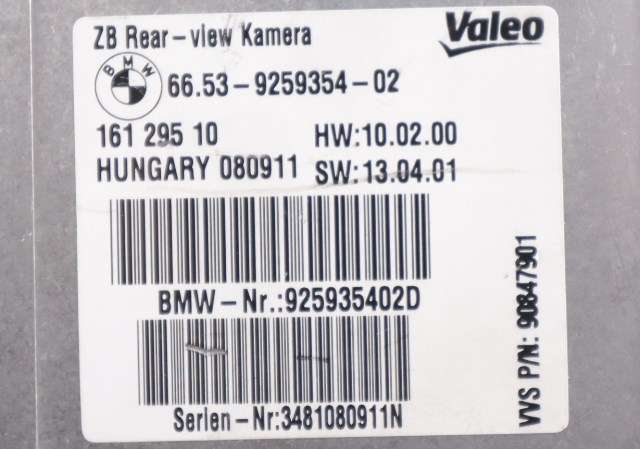 ZB Rear-view Kamera
Valeo
BMW
66.53-9259354-02
161 295 10
HW:10.02.00
HUNGARY 080911
SW:13.04.01
BMW-Nr.:925935402D
Serien-Nr:3481080911N
VVS P/N: 90847901